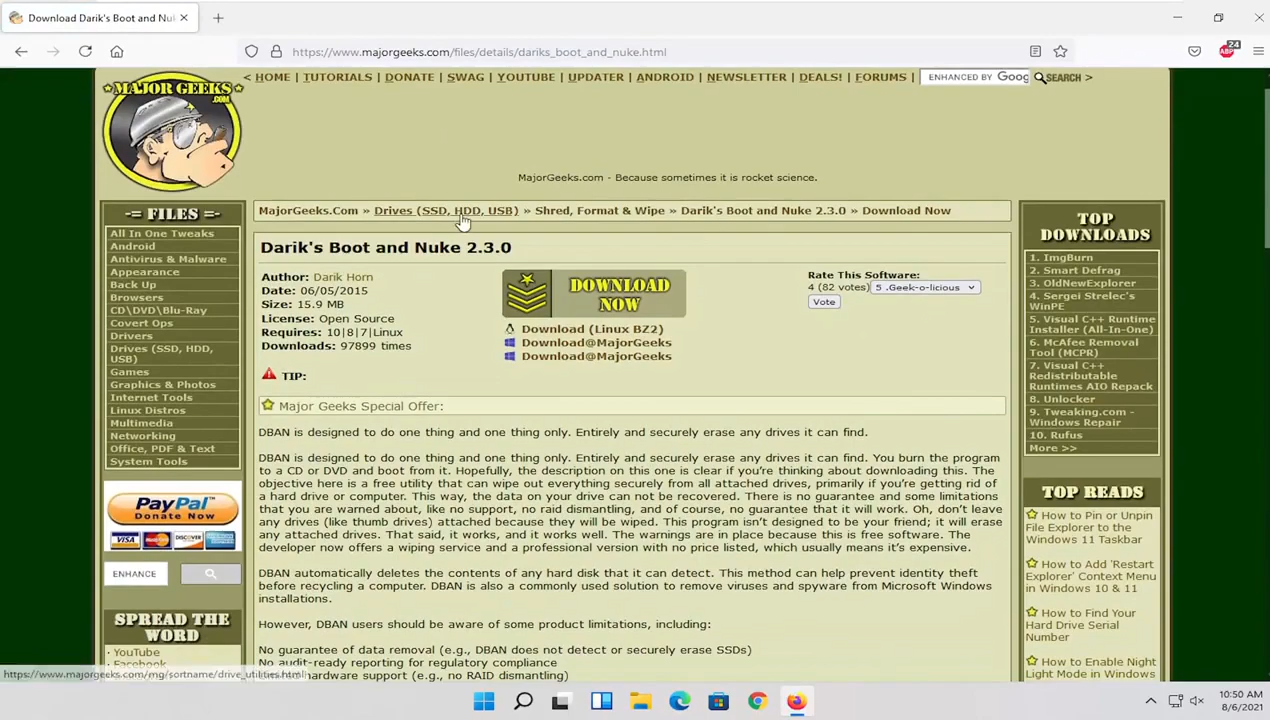 Download Darik's Boot and Nuk
https://www.majorgeeks.com/files/details/dariks_boot_and_nuke.html
24
MAJOR GEEKS
.COM
< HOME | TUTORIALS | DONATE | SWAG | YOUTUBE | UPDATER | ANDROID | NEWSLETTER | DEALS! | FORUMS |
ENHANCED BY Goog
SEARCH >
MajorGeeks.com - Because sometimes it is rocket science.
MajorGeeks.Com » Drives (SSD, HDD, USB) » Shred, Format & Wipe » Darik's Boot and Nuke 2.3.0 » Download Now
-= FILES =-
All In One Tweaks
Android
Antivirus & Malware
Appearance
Back Up
Browsers
CD\DVD\Blu-Ray
Covert Ops
Drivers
Drives (SSD, HDD,
USB)
Games
Graphics & Photos
Internet Tools
Linux Distros
Multimedia
Networking
Office, PDF & Text
System Tools
PayPal
Donate Now
VISA
DISCOVER
ENHANCE
SPREAD THE
WORD
· YouTube
· Facebook
Darik's Boot and Nuke 2.3.0
Author: Darik Horn
Date: 06/05/2015
Size: 15.9 MB
License: Open Source
Requires: 10|8|7|Linux
Downloads: 97899 times
TIP:
DOWNLOAD
NOW
Download (Linux BZ2)
Download@MajorGeeks
Download@MajorGeeks
Rate This Software:
4 (82 votes) 5 .Geek-o-licious
Vote
Major Geeks Special Offer:
DBAN is designed to do one thing and one thing only. Entirely and securely erase any drives it can find.
DBAN is designed to do one thing and one thing only. Entirely and securely erase any drives it can find. You burn the program
to a CD or DVD and boot from it. Hopefully, the description on this one is clear if you're thinking about downloading this. The
objective here is a free utility that can wipe out everything securely from all attached drives, primarily if you're getting rid of
a hard drive or computer. This way, the data on your drive can not be recovered. There is no guarantee and some limitations
that you are warned about, like no support, no raid dismantling, and of course, no guarantee that it will work. Oh, don't leave
any drives (like thumb drives) attached because they will be wiped. This program isn't designed to be your friend; it will erase
any attached drives. That said, it works, and it works well. The warnings are in place because this is free software. The
developer now offers a wiping service and a professional version with no price listed, which usually means it's expensive.
DBAN automatically deletes the contents of any hard disk that it can detect. This method can help prevent identity theft
before recycling a computer. DBAN is also a commonly used solution to remove viruses and spyware from Microsoft Windows
installations.
However, DBAN users should be aware of some product limitations, including:
No guarantee of data removal (e.g., DBAN does not detect or securely erase SSDs)
No audit-ready reporting for regulatory compliance
hardware support (e.g., no RAID dismantling)
TOP
DOWNLOADS
1. ImgBurn
2. Smart Defrag
3. OldNewExplorer
4. Sergei Strelec's
WinPE
5. Visual C++ Runtime
Installer (All-In-One)
6. McAfee Removal
Tool (MCPR)
7. Visual C++
Redistributable
Runtimes AIO Repack
8. Unlocker
9. Tweaking.com -
Windows Repair
10. Rufus
More >>
TOP READS
How to Pin or Unpin
File Explorer to the
Windows 11 Taskbar
How to Add 'Restart
Explorer' Context Menu
in Windows 10 & 11
How to Find Your
Hard Drive Serial
Number
How to Enable Night
Light Mode in Windows
https://www.majorgeeks.com/mg/sortname/drive_utilities.html
10:50 AM
8/6/2021